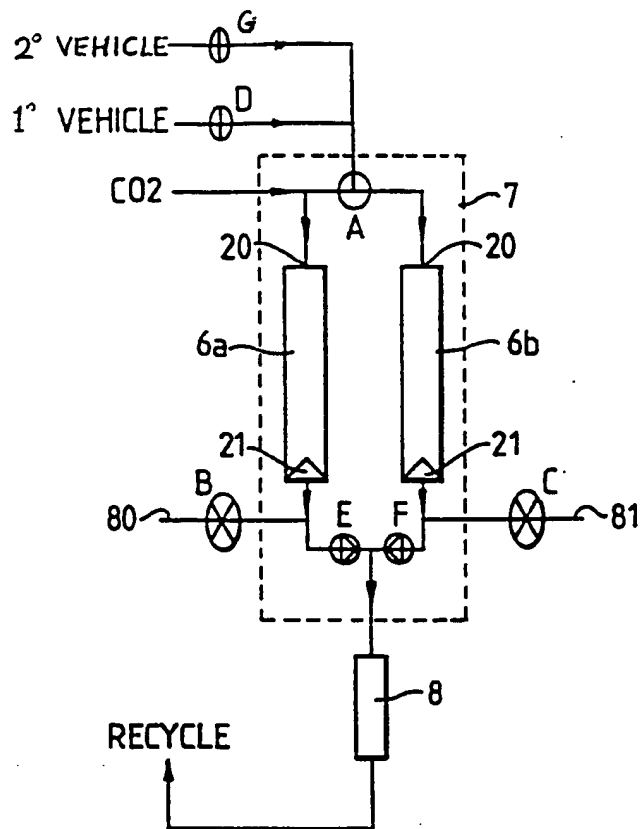 G
2° VEHICLE
D
1° VEHICLE
CO2
7
A
20 20
6a 6b
21 21
B C
80 E F 81
8
RECYCLE